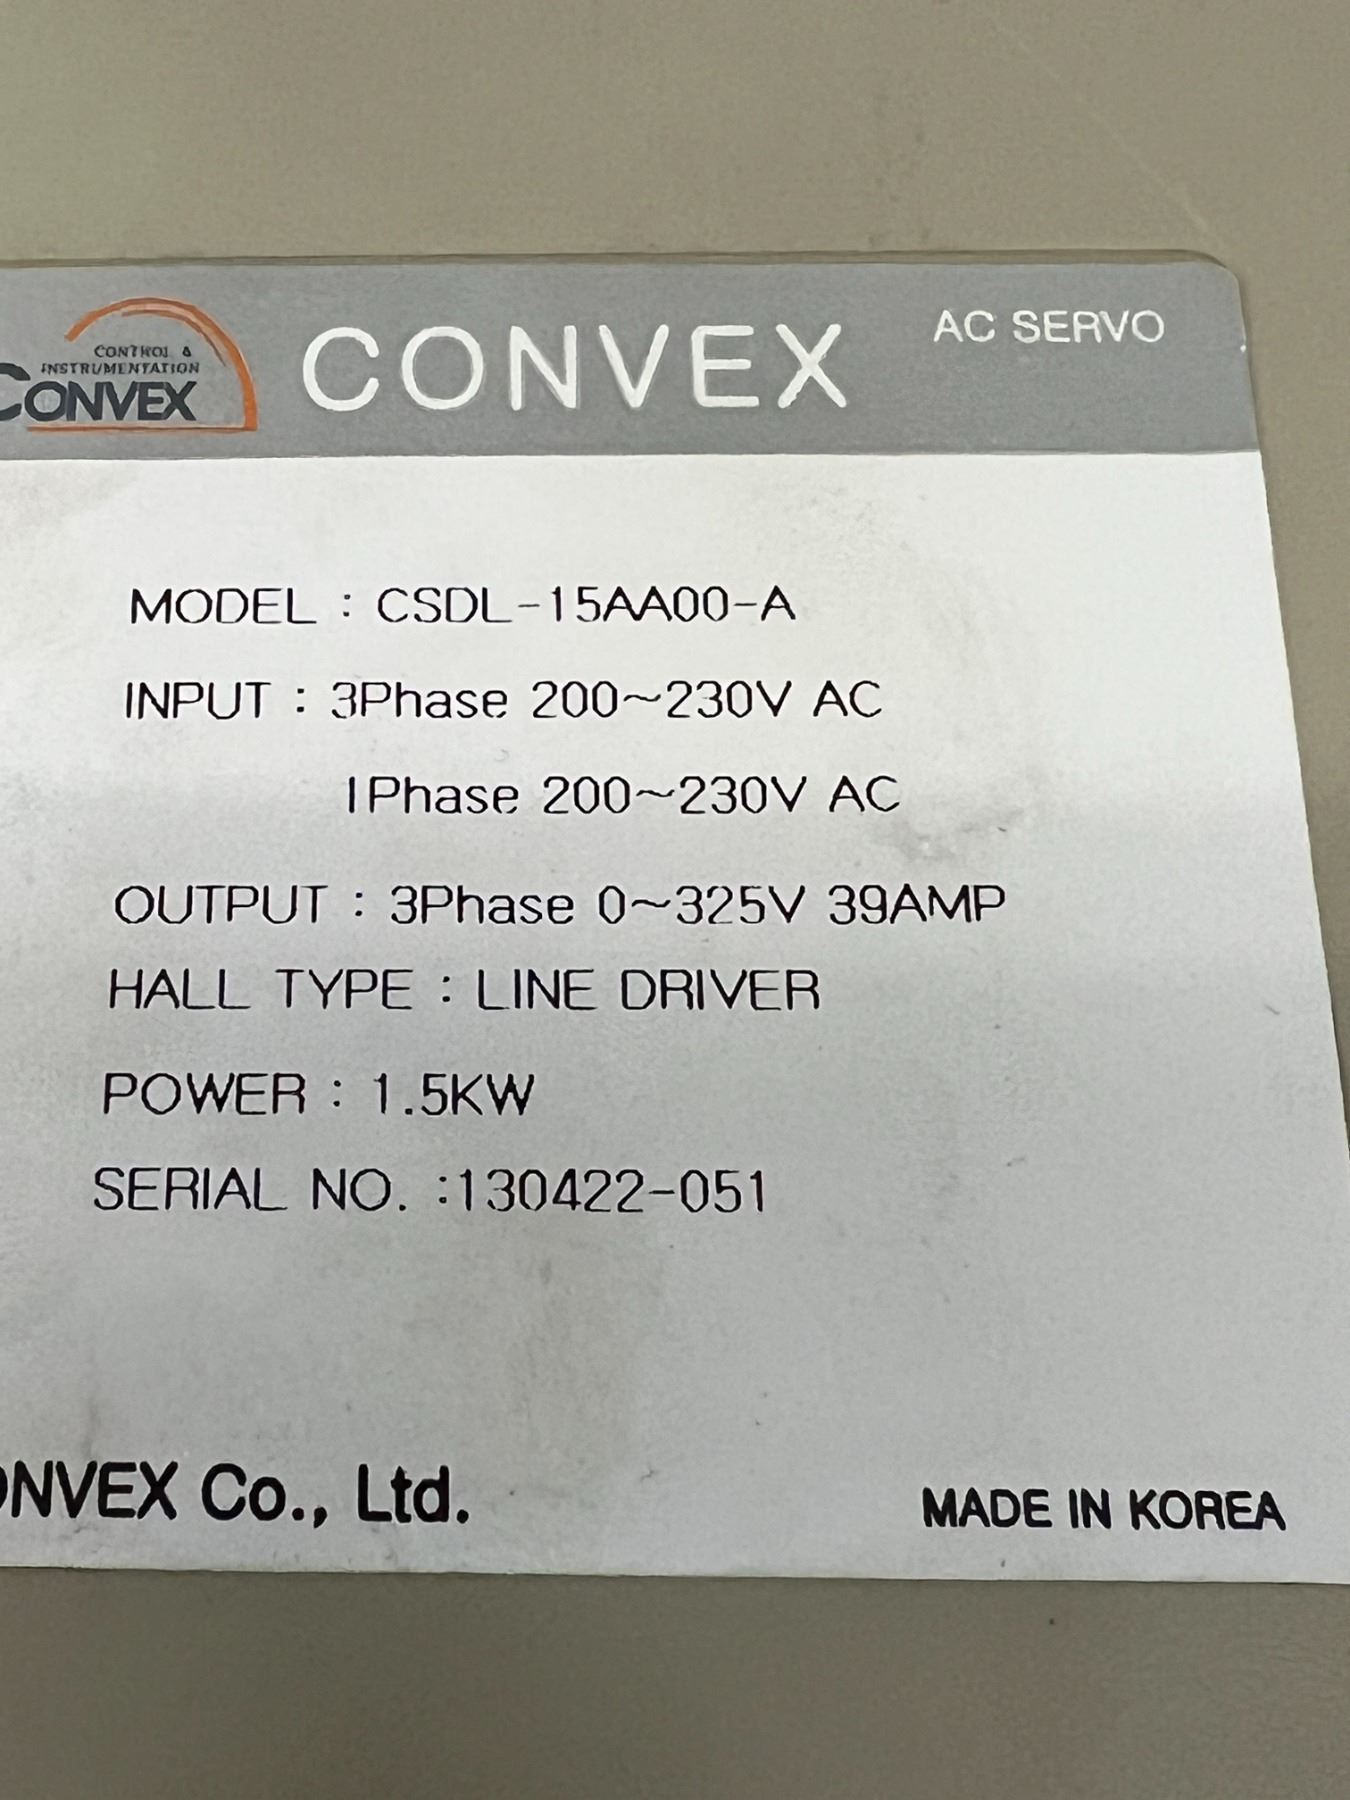 CONTROL &
INSTRUMENTATION
CONVEX
CONVEX
AC SERVO
MODEL : CSDL-15AA00-A
INPUT : 3Phase 200~230V AC
1Phase 200~230V AC
OUTPUT : 3Phase 0~325V 39AMP
HALL TYPE : LINE DRIVER
POWER : 1.5KW
SERIAL NO. :130422-051
ONVEX Co., Ltd.
MADE IN KOREA